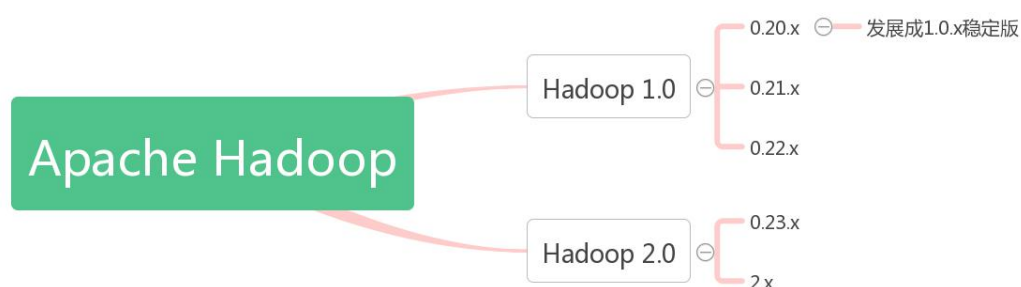 Apache Hadoop
Hadoop 1.0
0.20.x
发展成1.0.x稳定版
0.21.x
0.22.x
Hadoop 2.0
0.23.x
2.x